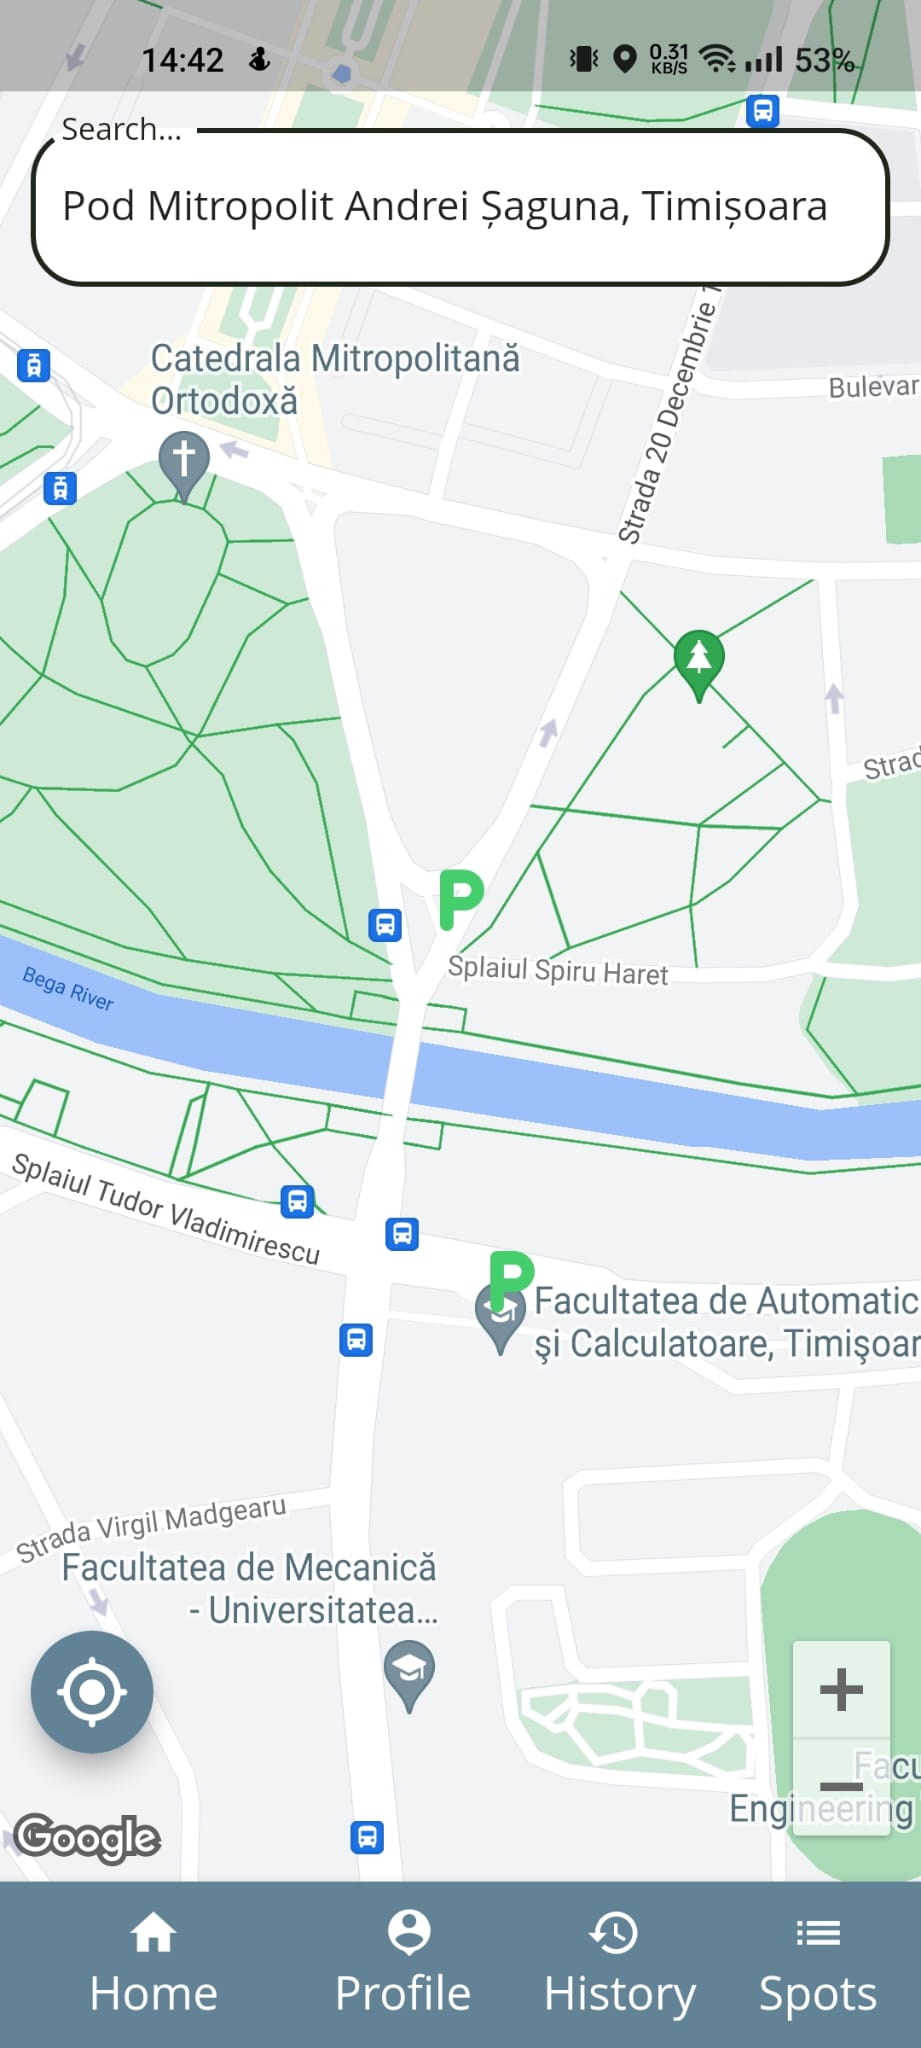 14:42
0.31
KB/S
53%
Search...
Pod Mitropolit Andrei Șaguna, Timișoara
Catedrala Mitropolitană
Ortodoxă
Strada 20 Decembrie 1
Bulevar
Strad
P
Splaiul Spiru Haret
Bega River
Splaiul Tudor Vladimirescu
P
Facultatea de Automatic
şi Calculatoare, Timişoar
Strada Virgil Madgearu
Facultatea de Mecanică
- Universitatea...
+
−
Facu
Engineering
Google
Home
Profile
History
Spots